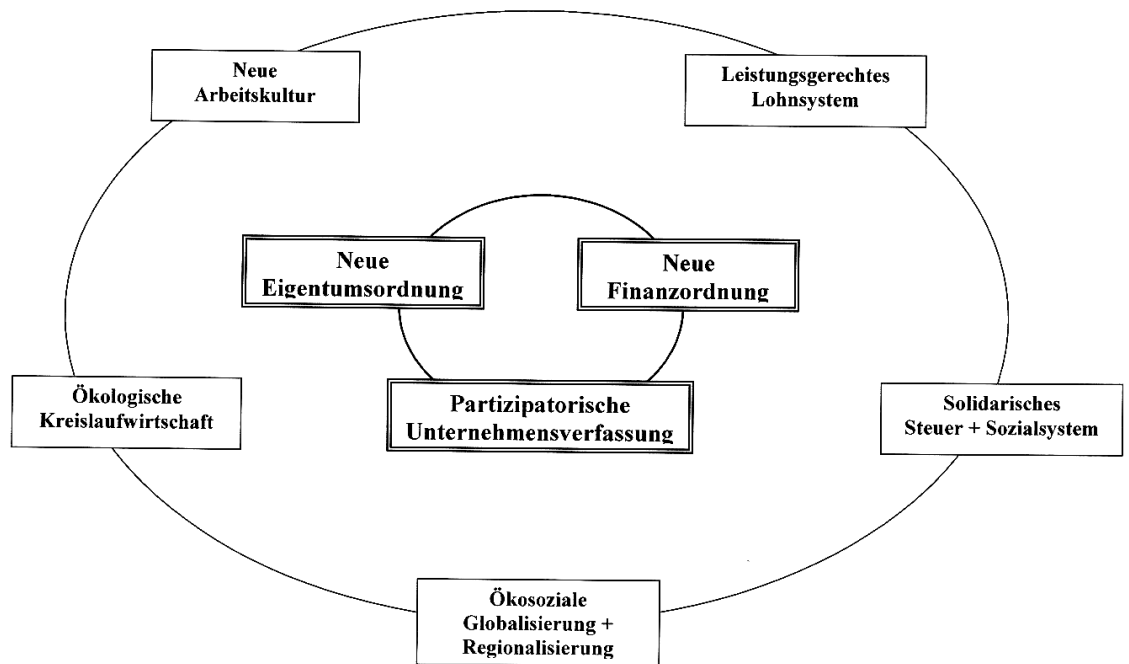 Neue
Arbeitskultur
Leistungsgerechtes
Lohnsystem
Neue
Eigentumsordnung
Neue
Finanzordnung
Ökologische
Kreislaufwirtschaft
Partizipatorische
Unternehmensverfassung
Solidarisches
Steuer + Sozialsystem
Ökosoziale
Globalisierung +
Regionalisierung